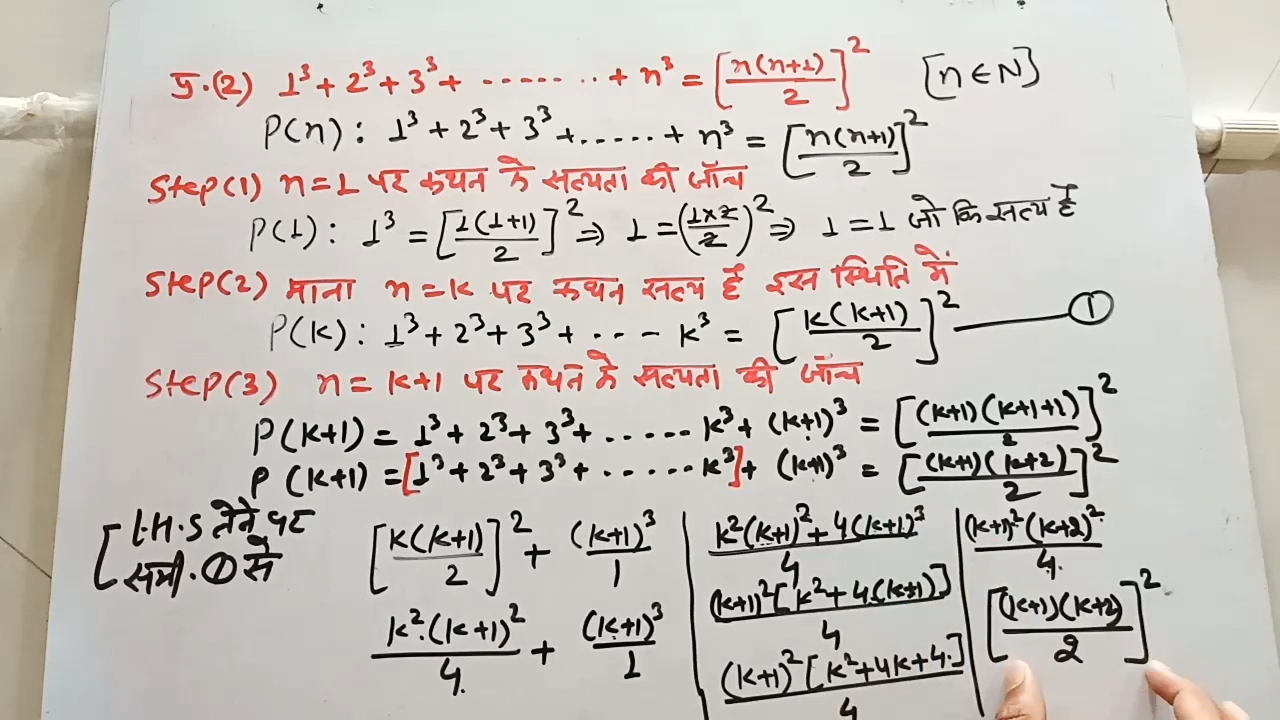 प्र.(2) 1³ + 2³ + 3³ + ....... + n³ = [n(n+1)/2]² [n ∈ N]
P(n) : 1³ + 2³ + 3³ + ..... + n³ = [n(n+1)/2]²
Step(1) n = 1 पर कथन के सत्यता की जाँच
P(1) : 1³ = [1(1+1)/2]² ⇒ 1 = (1×2/2)² ⇒ 1 = 1 जो कि सत्य है
Step(2) माना n = k पर कथन सत्य है इस स्थिति में
P(k) : 1³ + 2³ + 3³ + ... - k³ = [k(k+1)/2]² ——— ①
Step(3) n = k+1 पर कथन के सत्यता की जाँच
P(k+1) = 1³ + 2³ + 3³ + ...... k³ + (k+1)³ = [(k+1)(k+1+1)/2]²
P(k+1) = [1³ + 2³ + 3³ + ...... k³] + (k+1)³ = [(k+1)(k+2)/2]²
[L.H.S लेने पर
समी. ① से
[k(k+1)/2]² + (k+1)³/1
k².(k+1)²/4 + (k+1)³/1
k²(k+1)² + 4(k+1)³/4
(k+1)²[k² + 4(k+1)]/4
(k+1)²[k²+4k+4]/4
(k+1)²(k+2)²/4
[(k+1)(k+2)/2]²